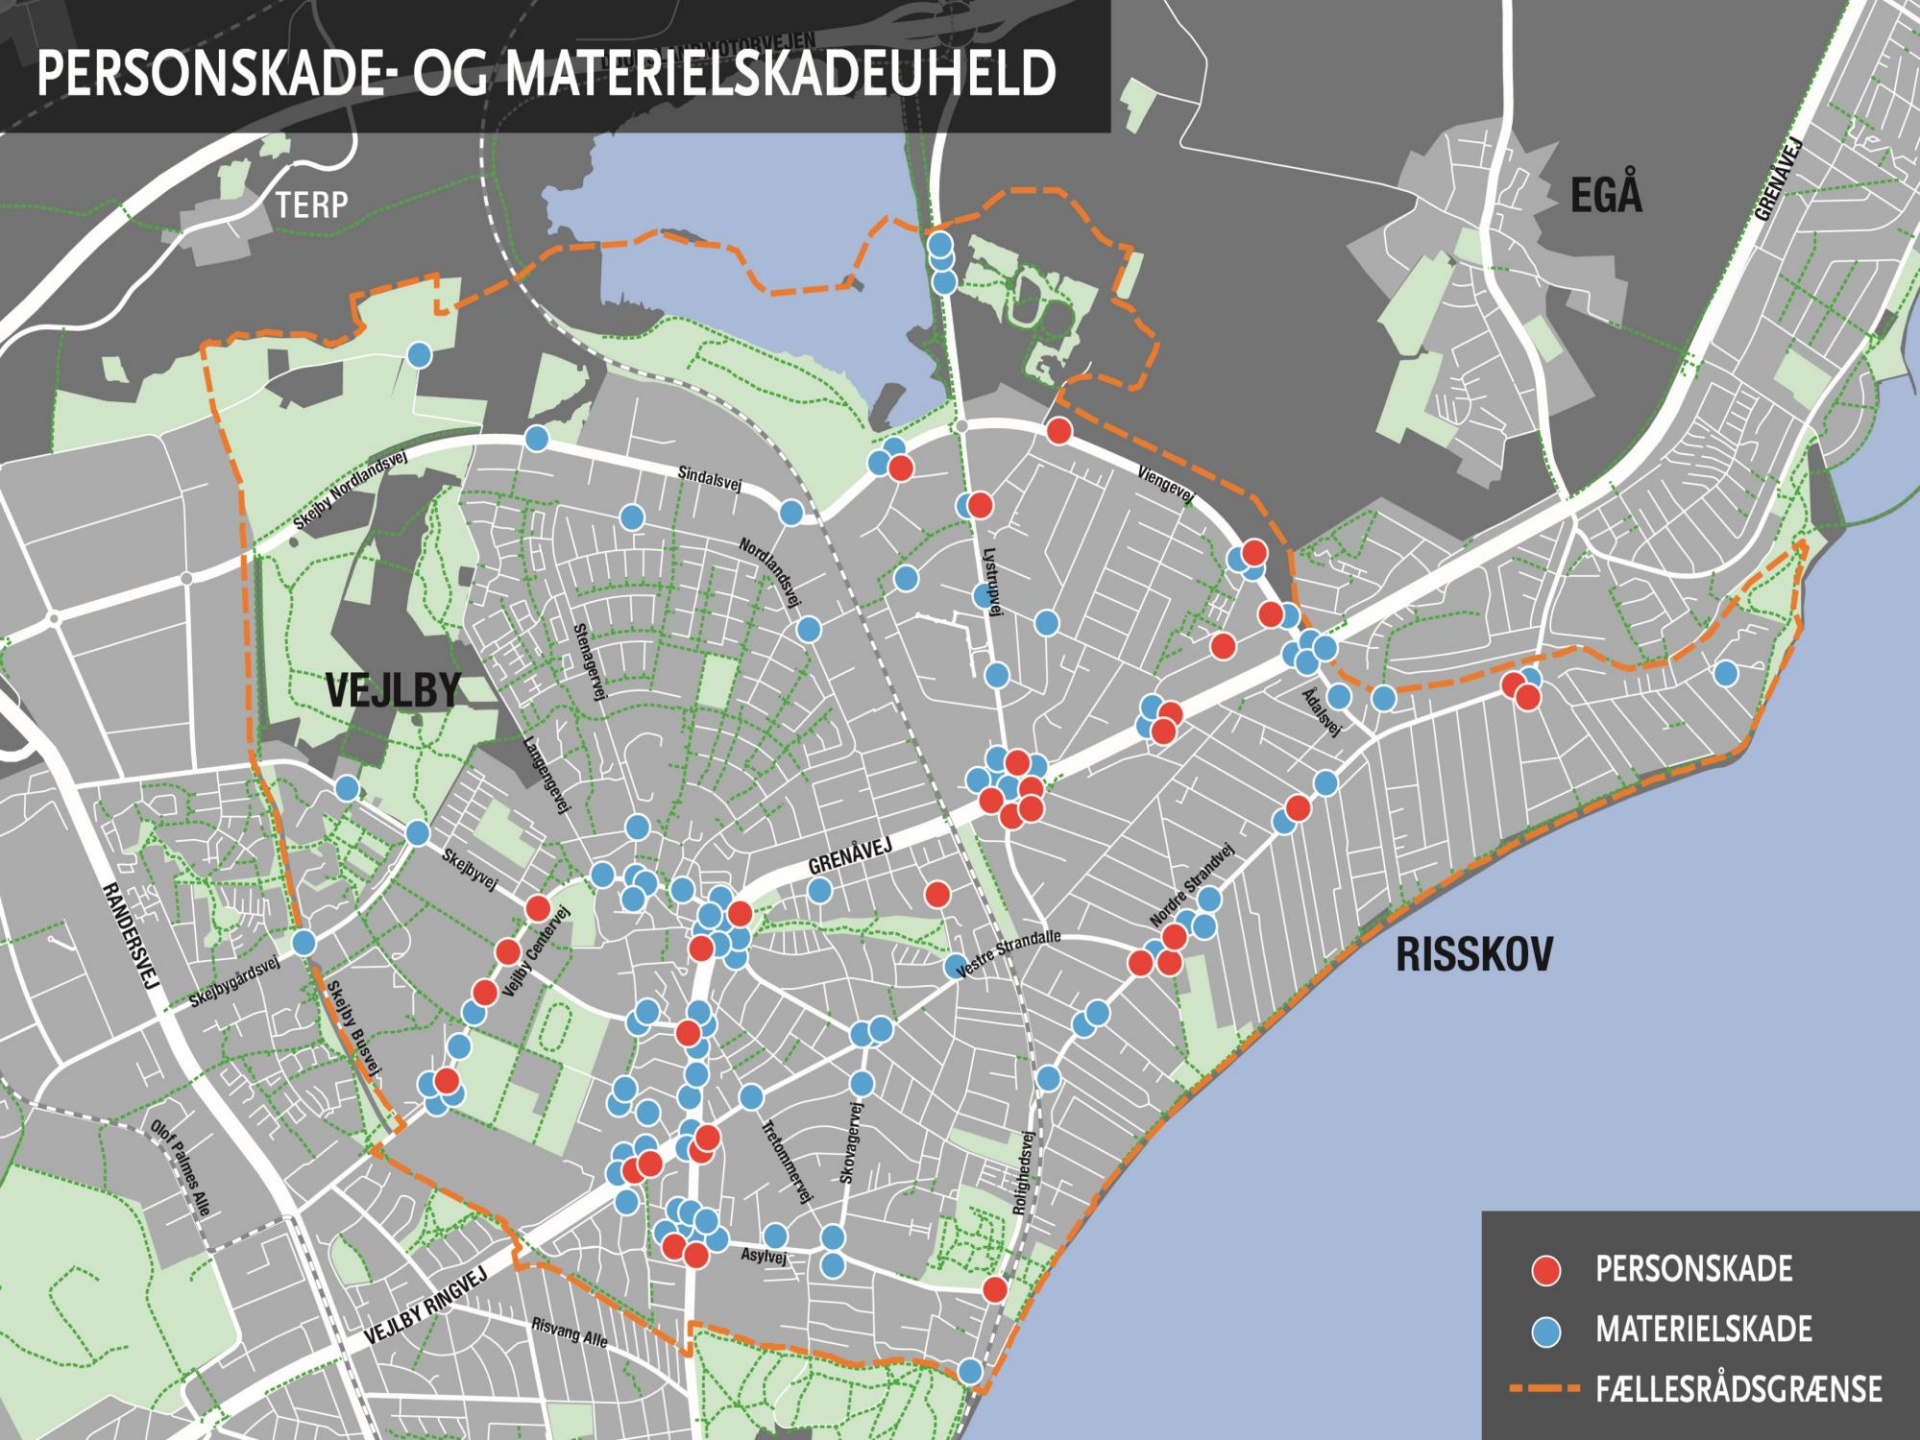 PERSONSKADE- OG MATERIELSKADEUHELD
TERP
EGÅ
GRENÅVEJ
Skejby Nordlandsvej
Sindalsvej
Viengevej
Nordlandsvej
Lystrupvej
Stenagervej
VEJLBY
Ådalsvej
Langengevej
Skejbyvej
GRENÅVEJ
Nordre Strandvej
RANDERSVEJ
Vejlby Centervej
Vestre Strandalle
RISSKOV
Skejbygårdsvej
Skejby Busvej
Olof Palmes Alle
Tretommervej
Skovagervej
Rolighedsvej
Asylvej
VEJLBY RINGVEJ
Risvang Alle
PERSONSKADE
MATERIELSKADE
FÆLLESRÅDSGRÆNSE